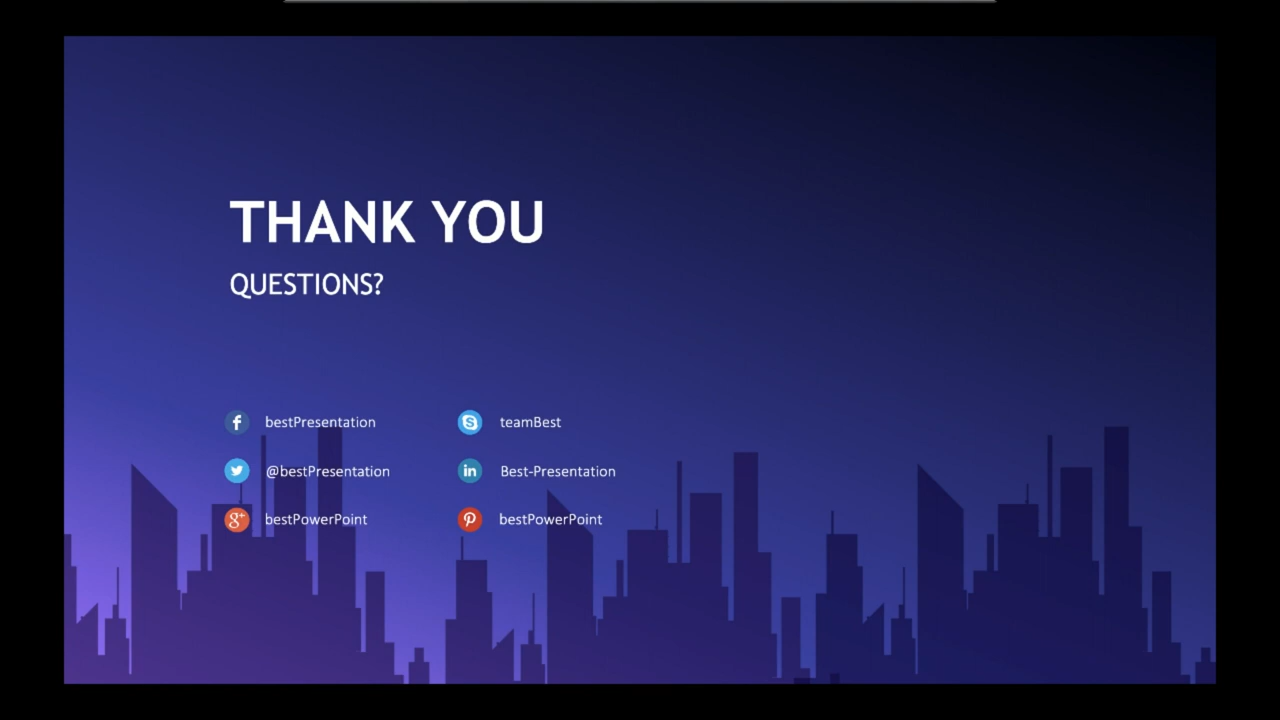 THANK YOU
QUESTIONS?
bestPresentation
teamBest
@bestPresentation
Best-Presentation
bestPowerPoint
bestPowerPoint